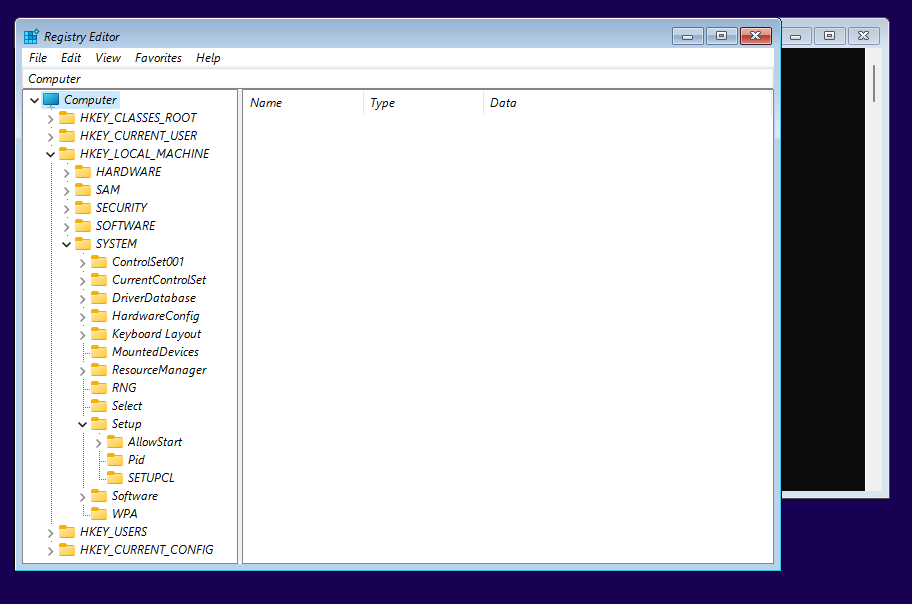 Registry Editor
File Edit View Favorites Help
Computer
Name Type Data
Computer
HKEY_CLASSES_ROOT
HKEY_CURRENT_USER
HKEY_LOCAL_MACHINE
HARDWARE
SAM
SECURITY
SOFTWARE
SYSTEM
ControlSet001
CurrentControlSet
DriverDatabase
HardwareConfig
Keyboard Layout
MountedDevices
ResourceManager
RNG
Select
Setup
AllowStart
Pid
SETUPCL
Software
WPA
HKEY_USERS
HKEY_CURRENT_CONFIG